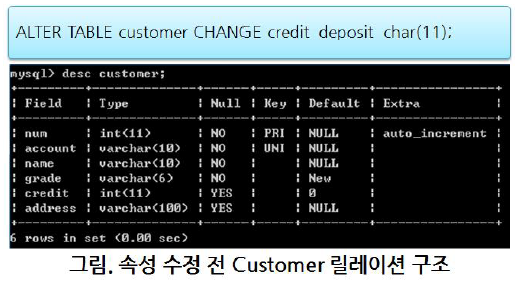 ALTER TABLE customer CHANGE credit deposit char(11);
mysql> desc customer;
+---------+--------------+------+-----+---------+----------------+
| Field | Type | Null | Key | Default | Extra |
+---------+--------------+------+-----+---------+----------------+
| num | int(11) | NO | PRI | NULL | auto_increment |
| account | varchar(10) | NO | UNI | NULL | |
| name | varchar(10) | NO | | NULL | |
| grade | varchar(6) | NO | | New | |
| credit | int(11) | YES | | 0 | |
| address | varchar(100) | YES | | NULL | |
+---------+--------------+------+-----+---------+----------------+
6 rows in set (0.00 sec)
그림. 속성 수정 전 Customer 릴레이션 구조